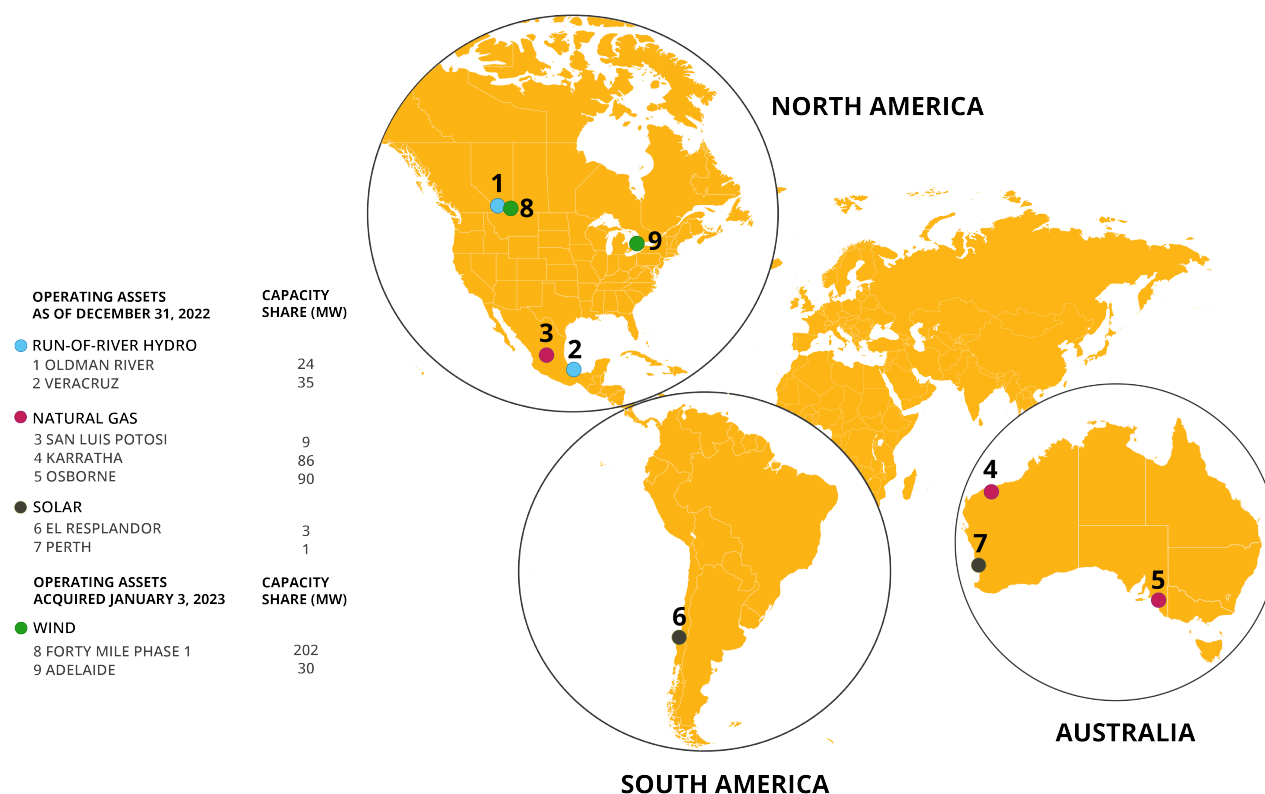 OPERATING ASSETS CAPACITY
AS OF DECEMBER 31, 2022 SHARE (MW)
RUN-OF-RIVER HYDRO
1 OLDMAN RIVER 24
2 VERACRUZ 35
NATURAL GAS
3 SAN LUIS POTOSI 9
4 KARRATHA 86
5 OSBORNE 90
SOLAR
6 EL RESPLANDOR 3
7 PERTH 1
OPERATING ASSETS CAPACITY
ACQUIRED JANUARY 3, 2023 SHARE (MW)
WIND
8 FORTY MILE PHASE 1 202
9 ADELAIDE 30
NORTH AMERICA
1
8
9
3
2
SOUTH AMERICA
6
AUSTRALIA
4
7
5